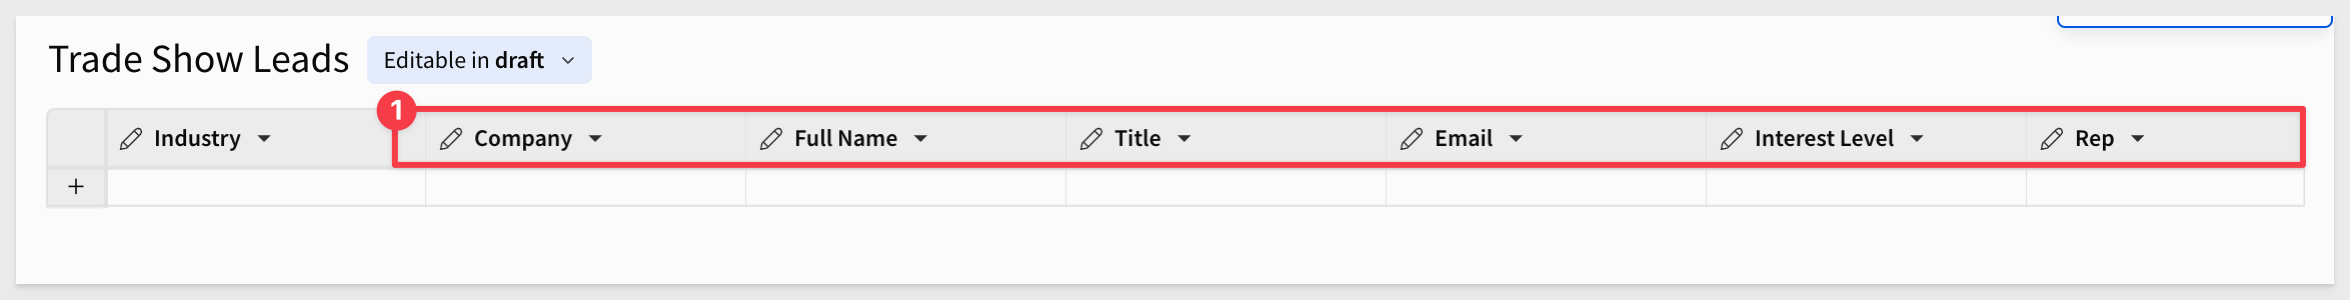 Trade Show Leads Editable in draft
1
Industry Company Full Name Title Email Interest Level Rep
+